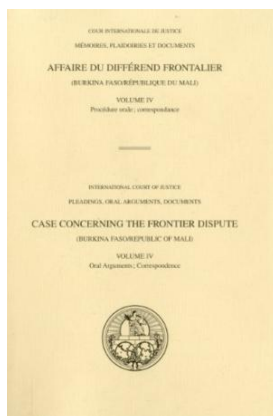 COUR INTERNATIONALE DE JUSTICE
MÉMOIRES, PLAIDOIRIES ET DOCUMENTS
AFFAIRE DU DIFFÉREND FRONTALIER
(BURKINA FASO/RÉPUBLIQUE DU MALI)
VOLUME IV
Procédure orale ; correspondance
INTERNATIONAL COURT OF JUSTICE
PLEADINGS, ORAL ARGUMENTS, DOCUMENTS
CASE CONCERNING THE FRONTIER DISPUTE
(BURKINA FASO/REPUBLIC OF MALI)
VOLUME IV
Oral Arguments ; Correspondence